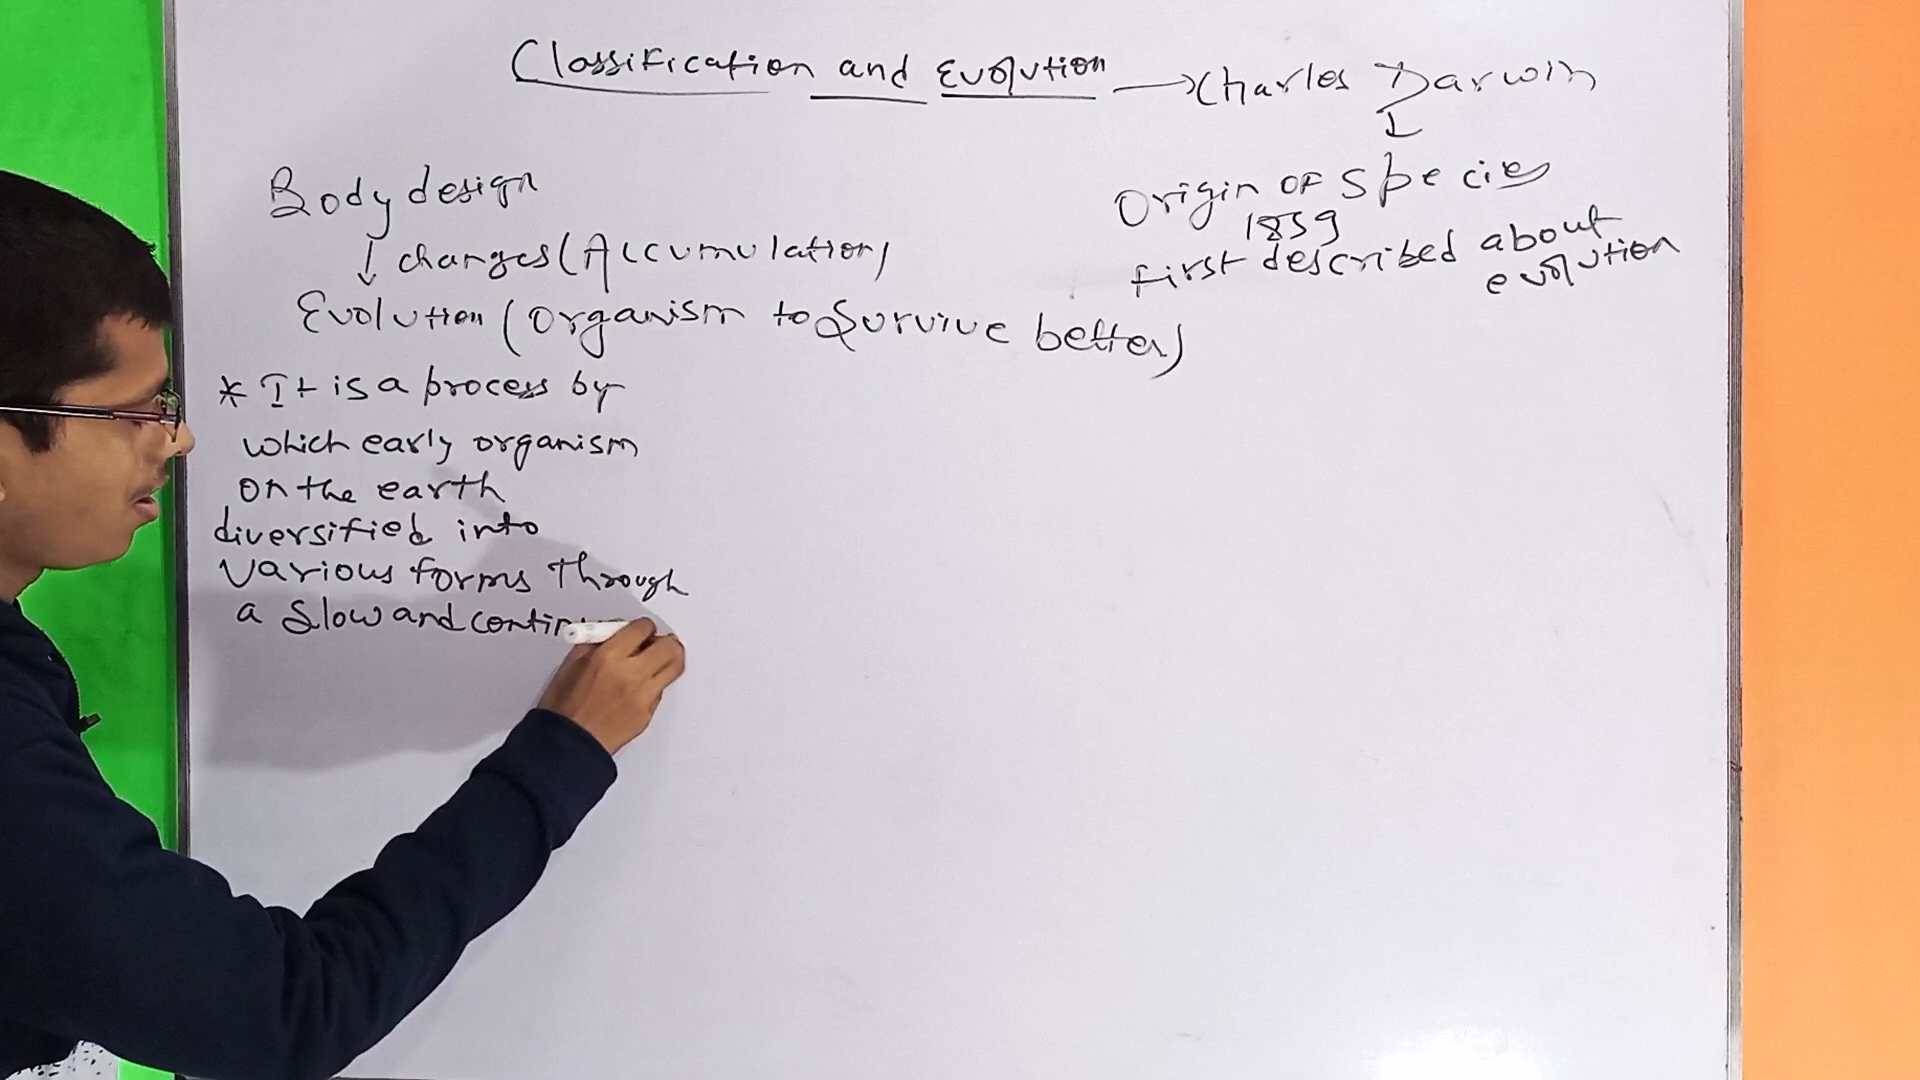 Classification and Evolution → Charles Darwin
↓
Origin OF Species
1859
first described about
evolution
Body design
↓ changes (Accumulation)
Evolution (organism to Survive better)
* It is a process by
which early organism
on the earth
diversified into
various forms through
a slow and contin